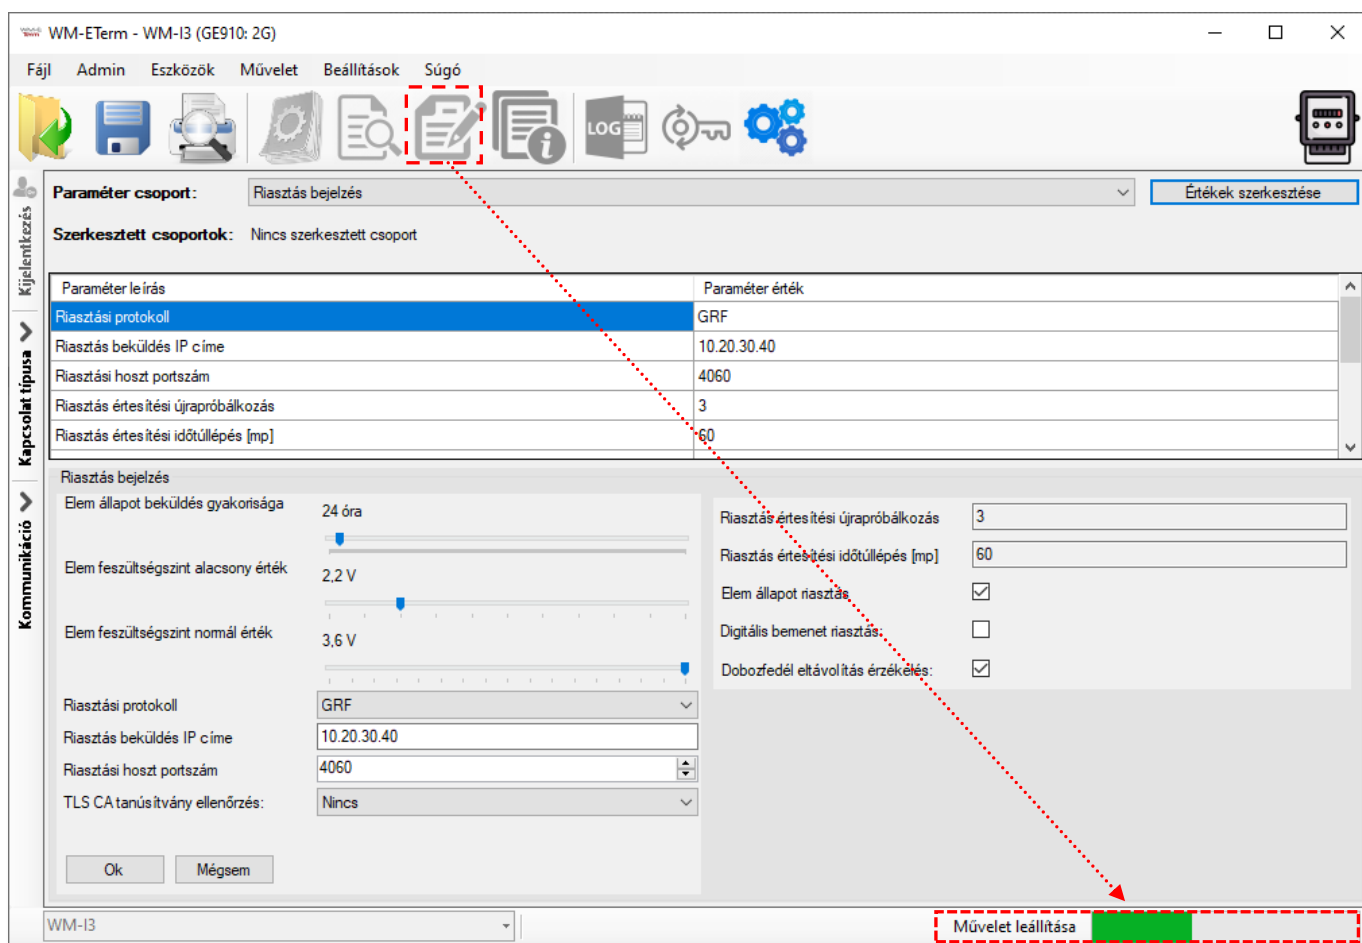 WM-ETerm - WM-I3 (GE910: 2G)
Fájl Admin Eszközök Művelet Beállítások Súgó
LOG
Kijelentkezés
Kapcsolat típusa
Kommunikáció
Paraméter csoport: Riasztás bejelzés Értékek szerkesztése
Szerkesztett csoportok: Nincs szerkesztett csoport
Paraméter leírás Paraméter érték
Riasztási protokoll GRF
Riasztás beküldés IP címe 10.20.30.40
Riasztási hoszt portszám 4060
Riasztás értesítési újrapróbálkozás 3
Riasztás értesítési időtúllépés [mp] 60
Riasztás bejelzés
Elem állapot beküldés gyakorisága 24 óra
Elem feszültségszint alacsony érték 2,2 V
Elem feszültségszint normál érték 3,6 V
Riasztási protokoll GRF
Riasztás beküldés IP címe 10.20.30.40
Riasztási hoszt portszám 4060
TLS CA tanúsítvány ellenőrzés: Nincs
Ok Mégsem
Riasztás értesítési újrapróbálkozás 3
Riasztás értesítési időtúllépés [mp] 60
Elem állapot riasztás
Digitális bemenet riasztás:
Dobozfedél eltávolítás érzékélés:
WM-I3 Művelet leállítása